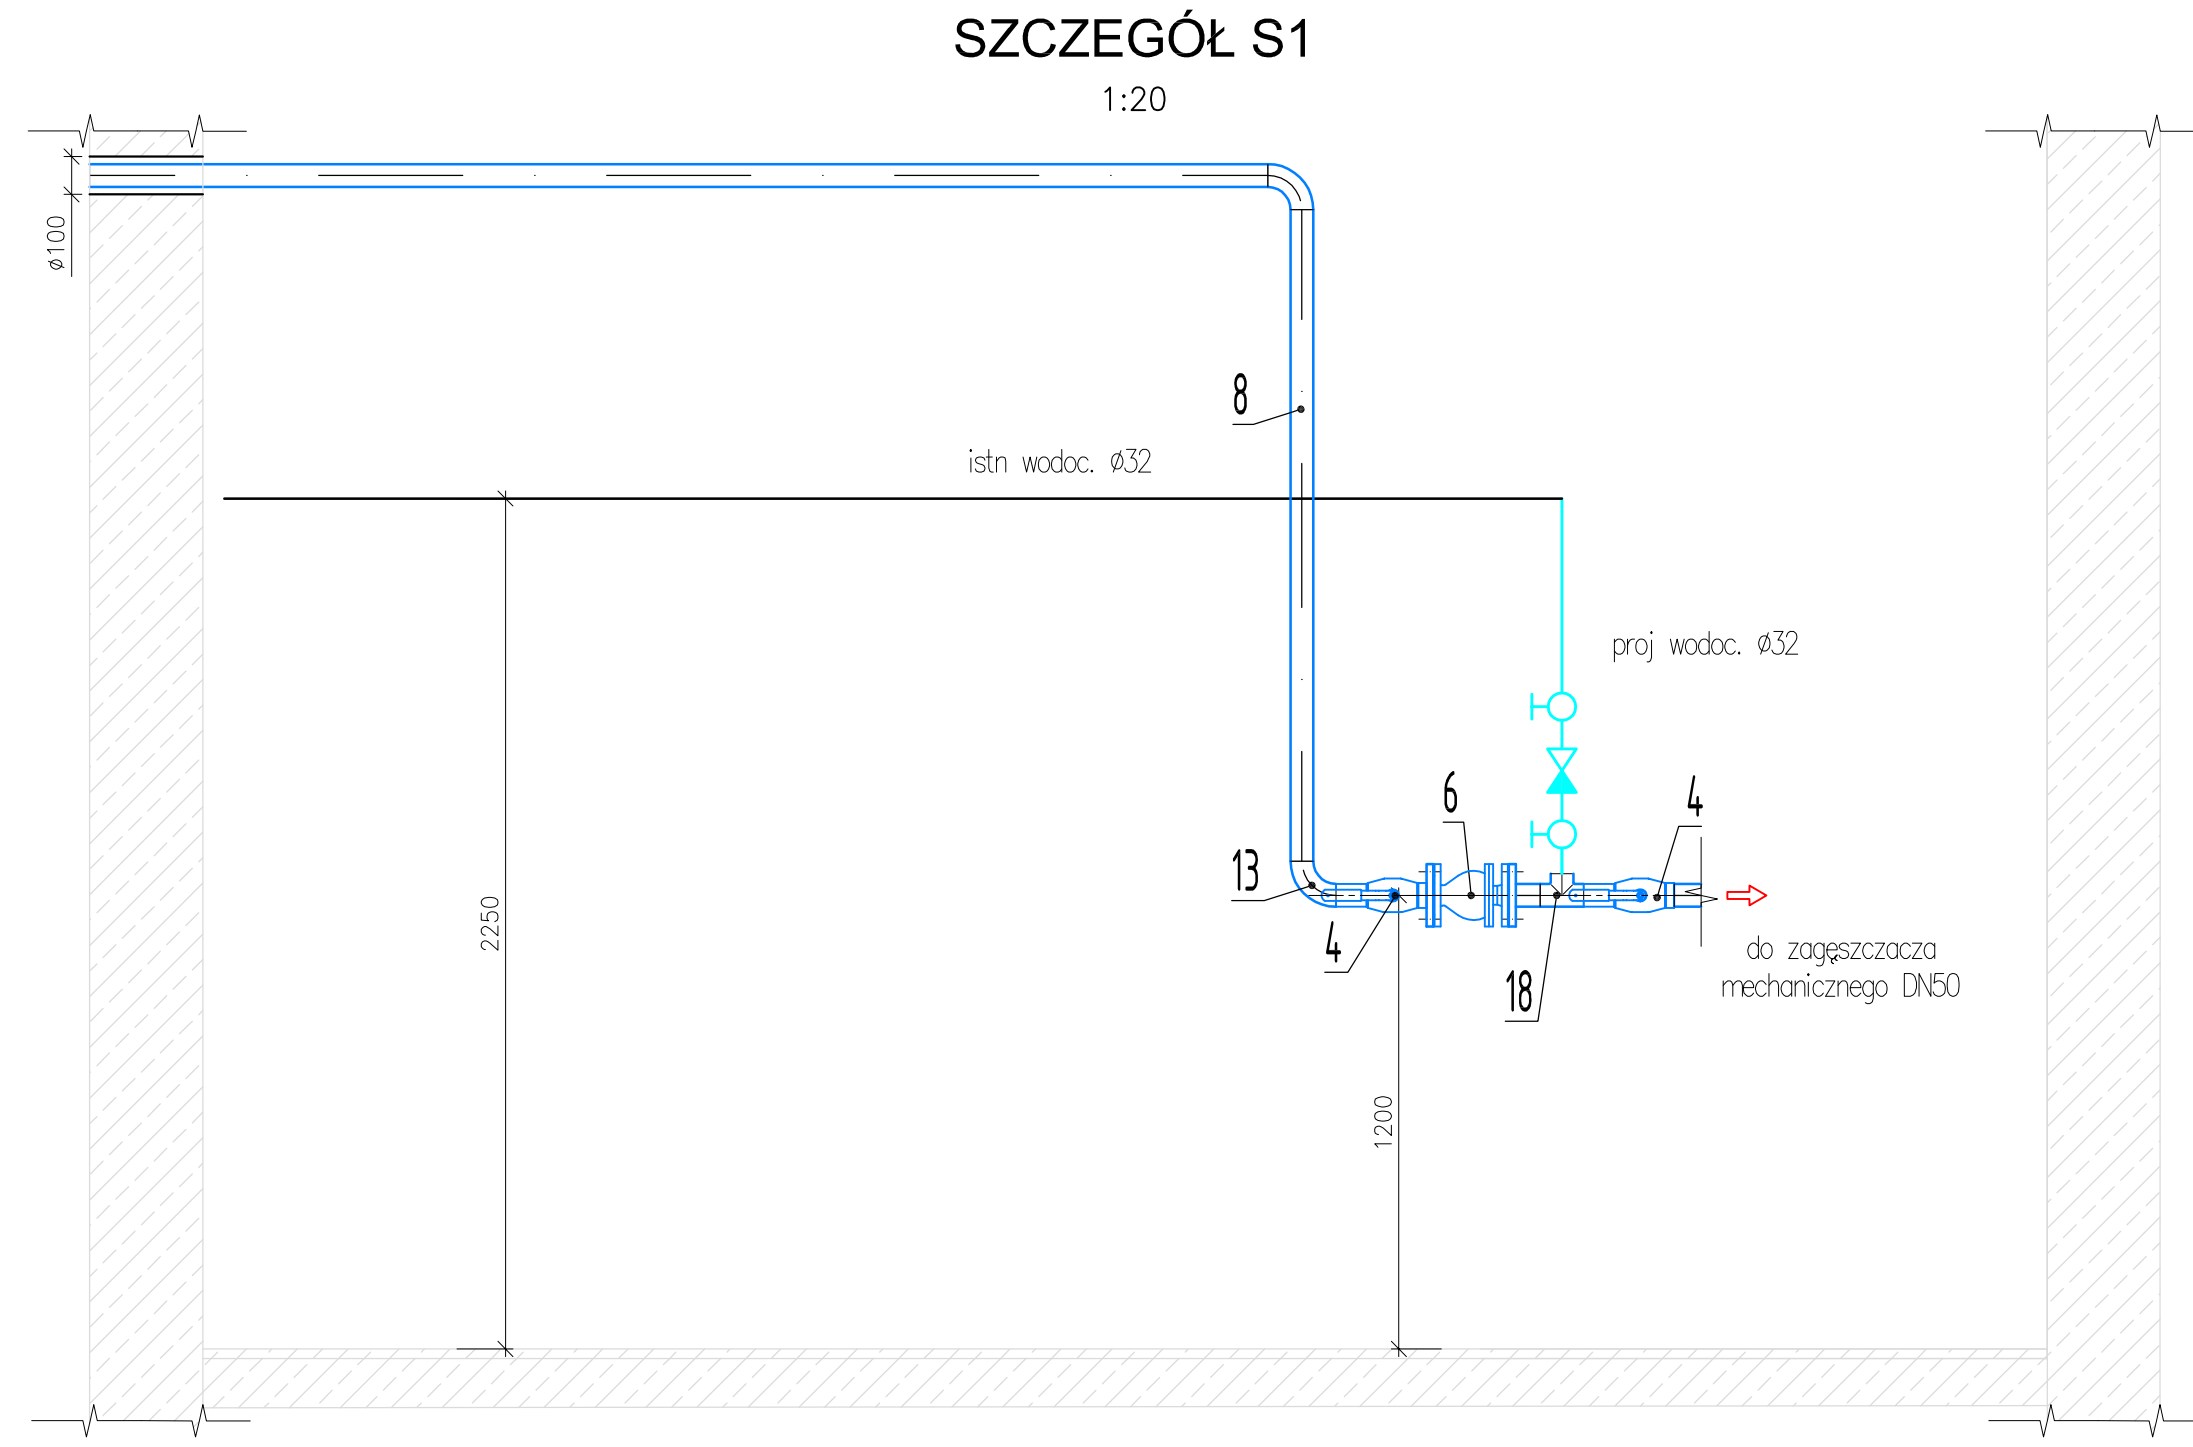 SZCZEGÓŁ S1
1:20
ø100
8
istn wodoc. Ø32
proj wodoc. Ø32
6
4
13
2250
4
18
do zagęszczacza
mechanicznego DN50
1200